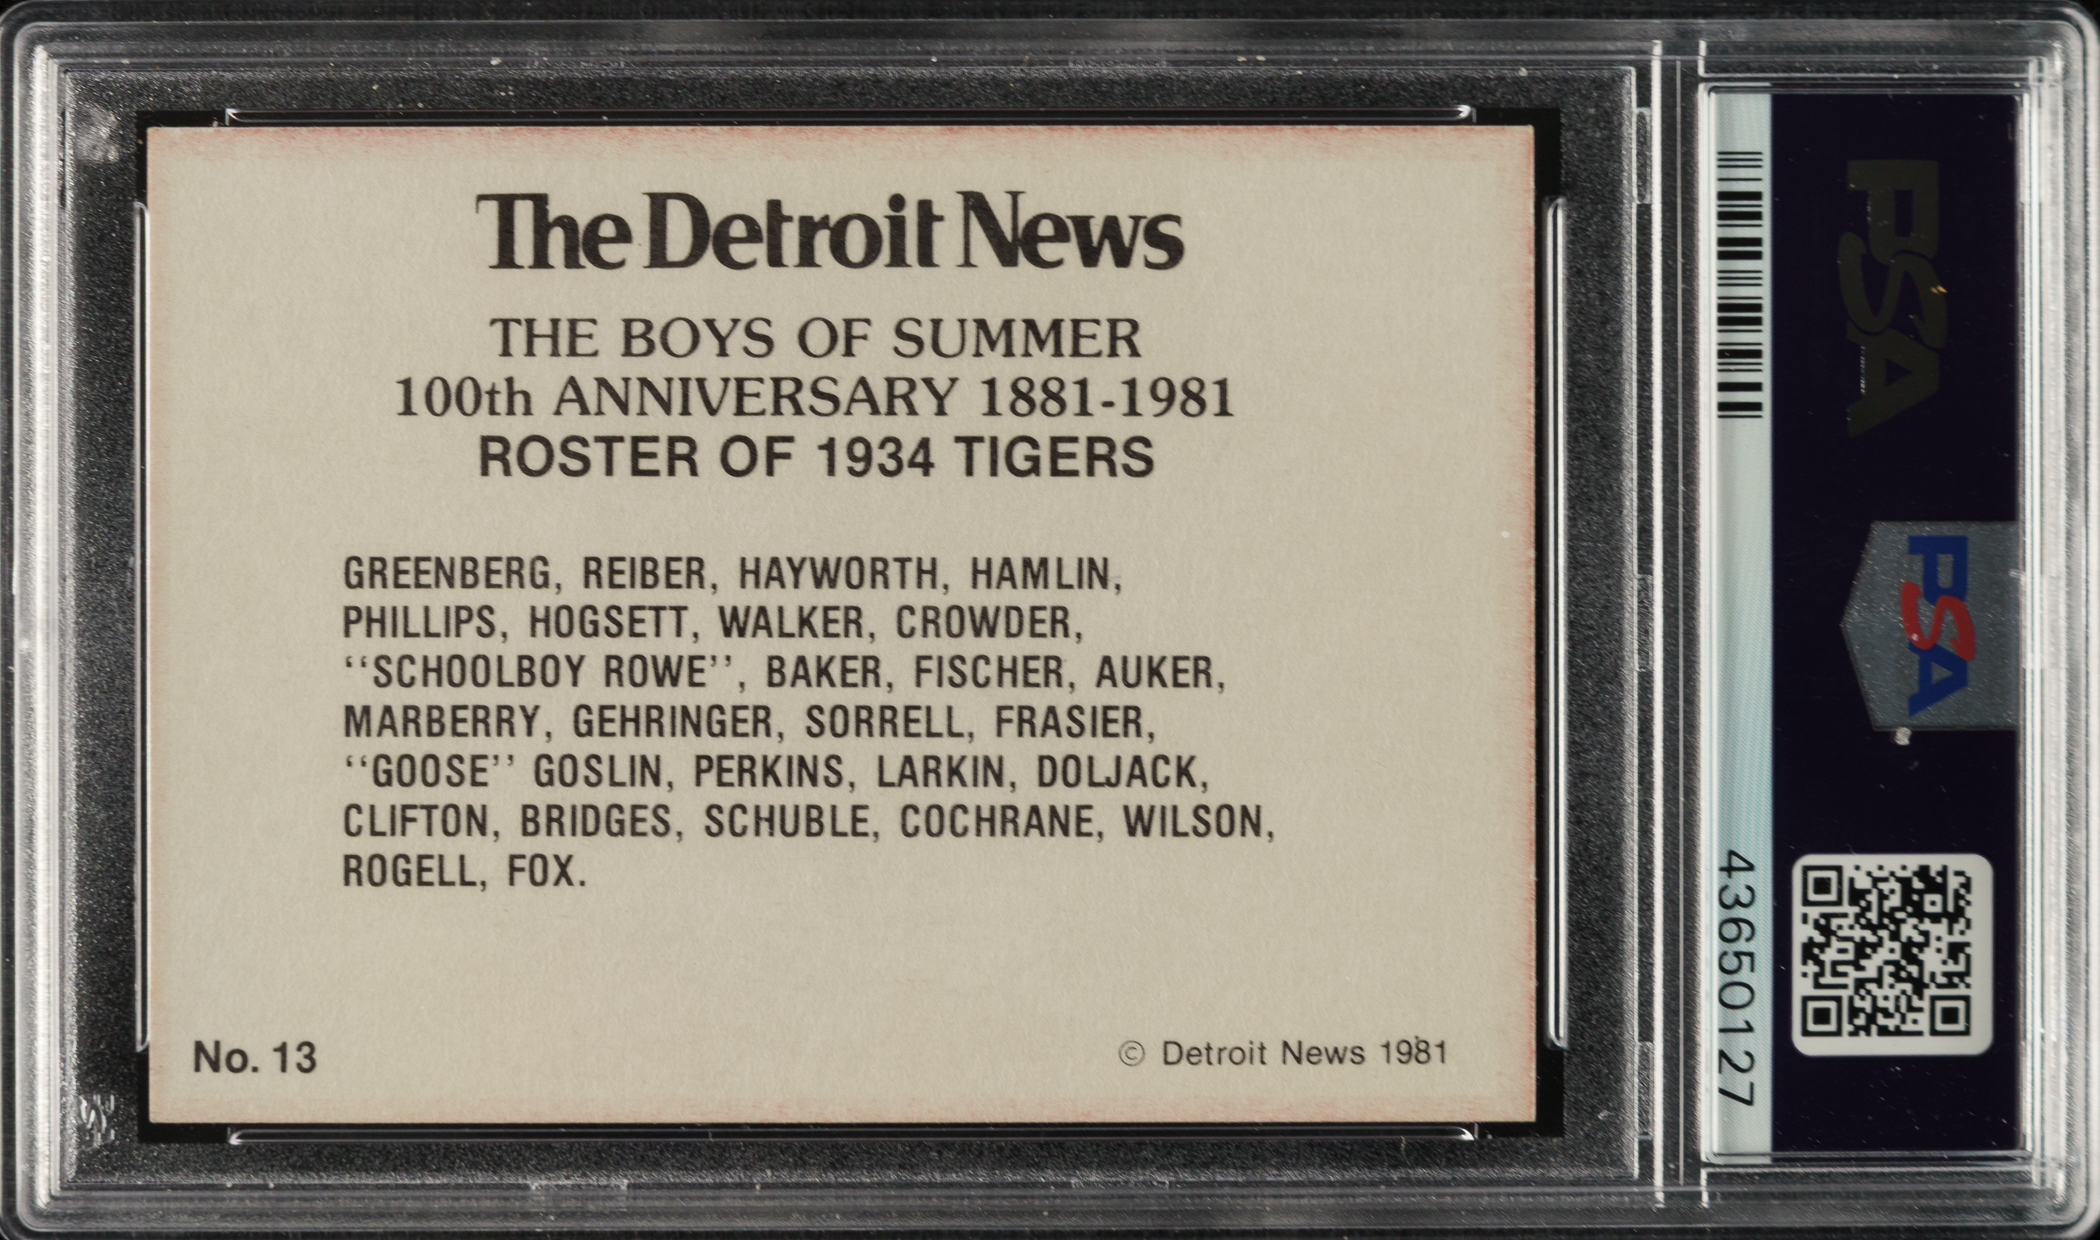 The Detroit News
THE BOYS OF SUMMER
100th ANNIVERSARY 1881-1981
ROSTER OF 1934 TIGERS
GREENBERG, REIBER, HAYWORTH, HAMLIN,
PHILLIPS, HOGSETT, WALKER, CROWDER,
‘‘SCHOOLBOY ROWE’’, BAKER, FISCHER, AUKER,
MARBERRY, GEHRINGER, SORRELL, FRASIER,
‘‘GOOSE’’ GOSLIN, PERKINS, LARKIN, DOLJACK,
CLIFTON, BRIDGES, SCHUBLE, COCHRANE, WILSON,
ROGELL, FOX.
No. 13
© Detroit News 1981
PSA
PSA
43650127